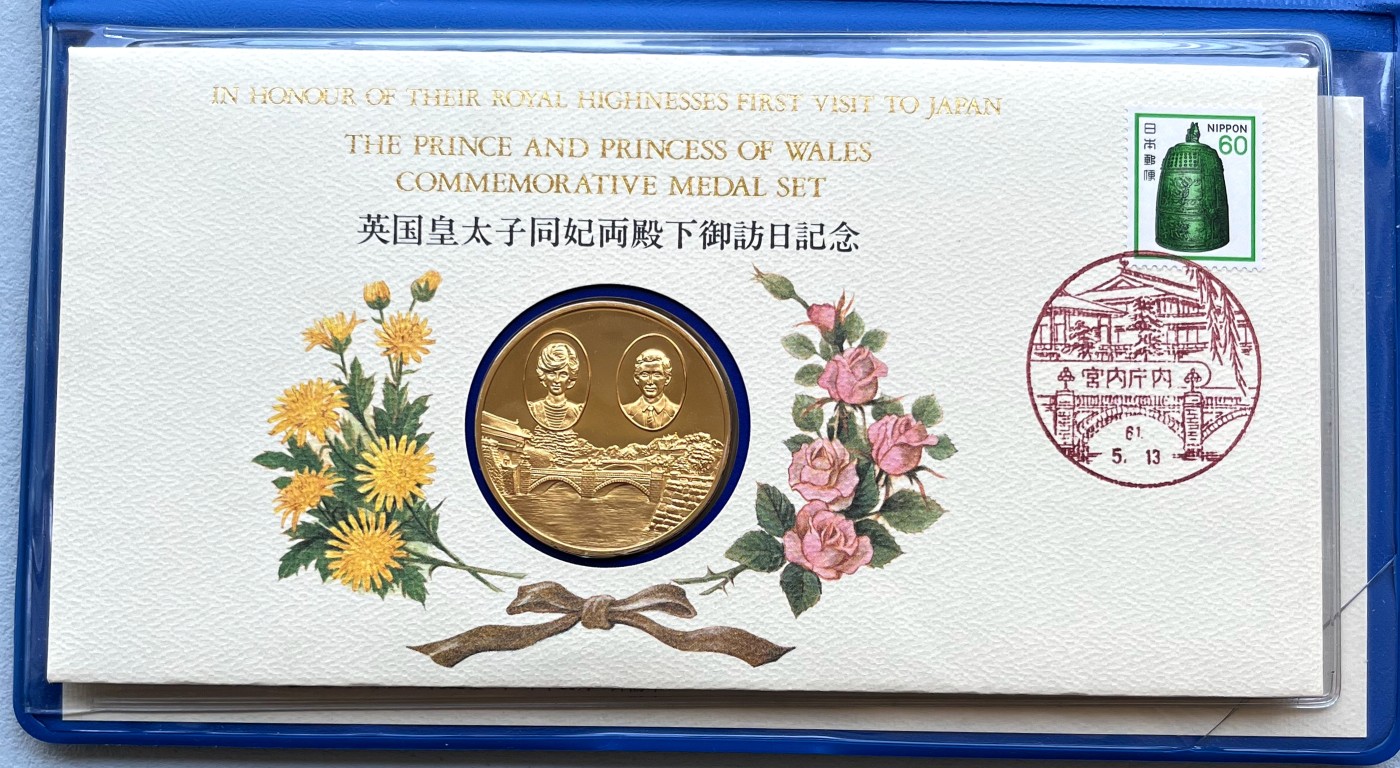 IN HONOUR OF THEIR ROYAL HIGHNESSES FIRST VISIT TO JAPAN
THE PRINCE AND PRINCESS OF WALES
COMMEMORATIVE MEDAL SET
英国皇太子同妃両殿下御訪日記念
日本郵便
NIPPON
60
宮内庁内
61.
5. 13